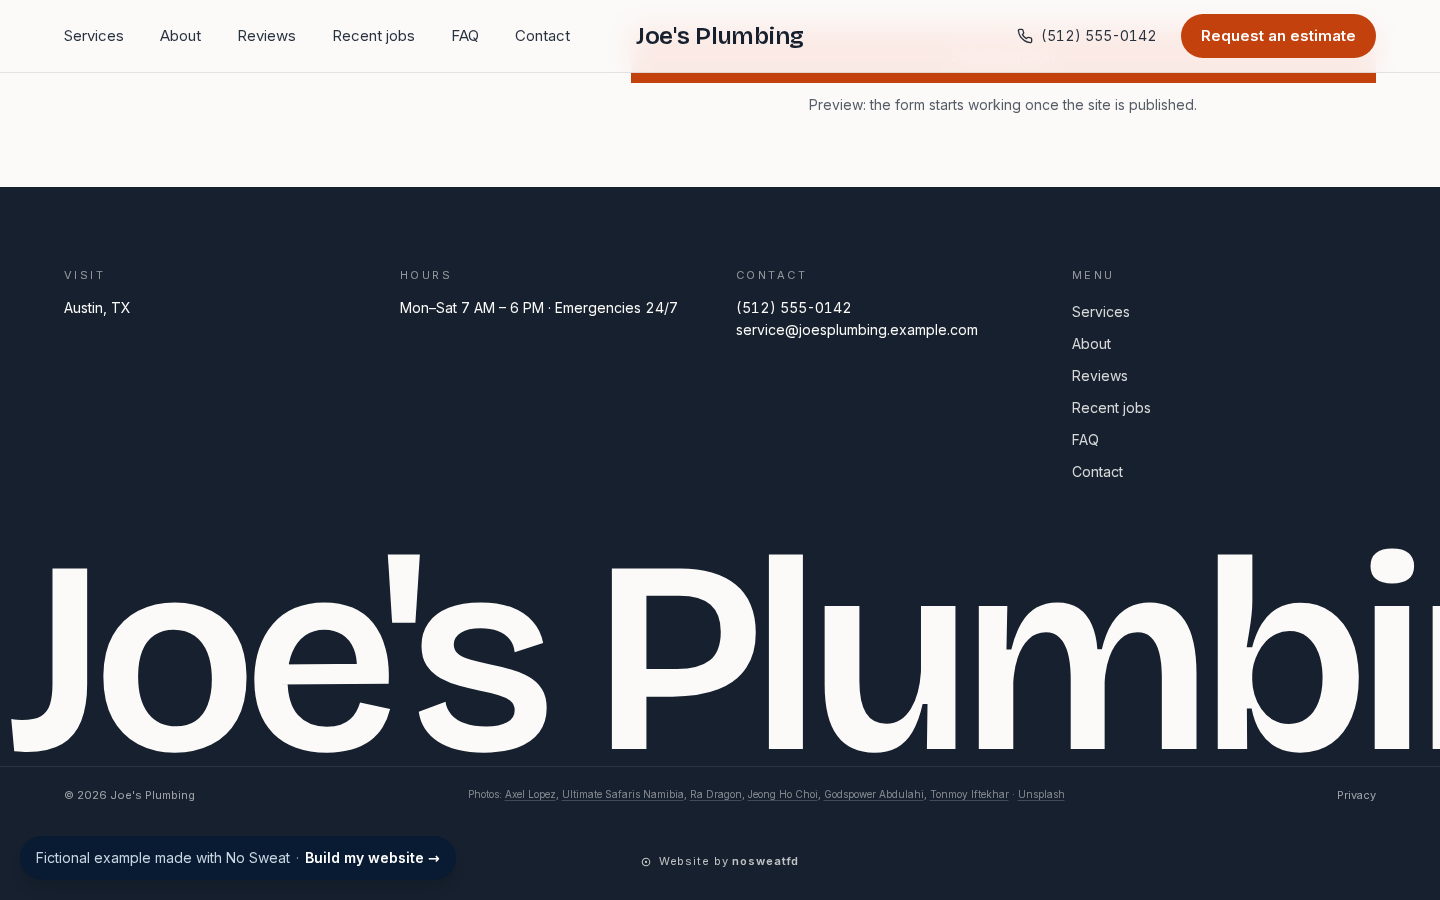 Services About Reviews Recent jobs FAQ Contact Joe's Plumbing (512) 555-0142 Request an estimate
Preview: the form starts working once the site is published.
VISIT
Austin, TX
HOURS
Mon–Sat 7 AM – 6 PM · Emergencies 24/7
CONTACT
(512) 555-0142
service@joesplumbing.example.com
MENU
Services
About
Reviews
Recent jobs
FAQ
Contact
Joe's Plumbi
© 2026 Joe's Plumbing Photos: Axel Lopez, Ultimate Safaris Namibia, Ra Dragon, Jeong Ho Choi, Godspower Abdulahi, Tonmoy Iftekhar · Unsplash Privacy
Fictional example made with No Sweat · Build my website →
Website by nosweatfd